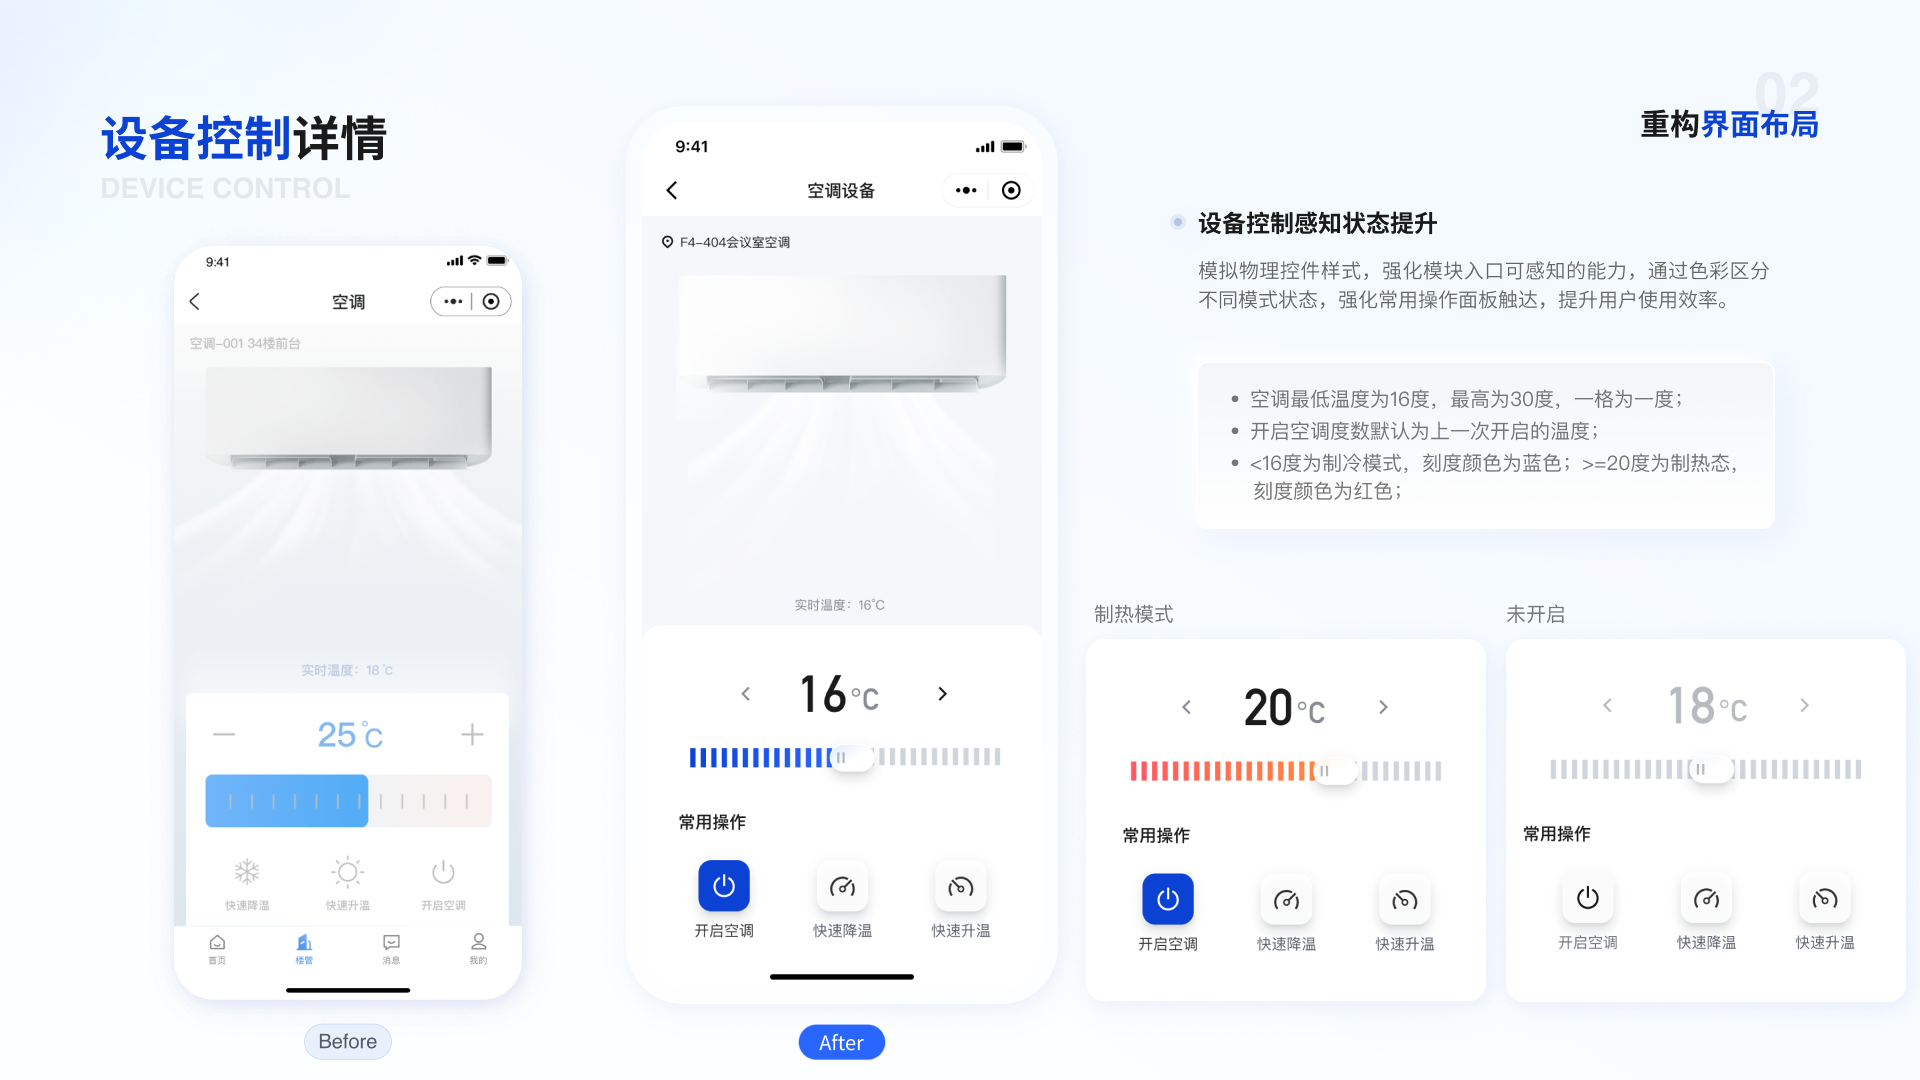 设备控制详情
DEVICE CONTROL
02
重构界面布局
9:41
空调
空调-001 34楼前台
实时温度：18℃
25℃
快速降温
快速升温
开启空调
首页
楼管
消息
我的
Before
9:41
空调设备
F4-404会议室空调
实时温度：16°C
16°C
常用操作
开启空调
快速降温
快速升温
After
设备控制感知状态提升
模拟物理控件样式，强化模块入口可感知的能力，通过色彩区分
不同模式状态，强化常用操作面板触达，提升用户使用效率。
• 空调最低温度为16度，最高为30度，一格为一度；
• 开启空调度数默认为上一次开启的温度；
• <16度为制冷模式，刻度颜色为蓝色；>=20度为制热态，
刻度颜色为红色；
制热模式
20°C
常用操作
开启空调
快速降温
快速升温
未开启
18°C
常用操作
开启空调
快速降温
快速升温